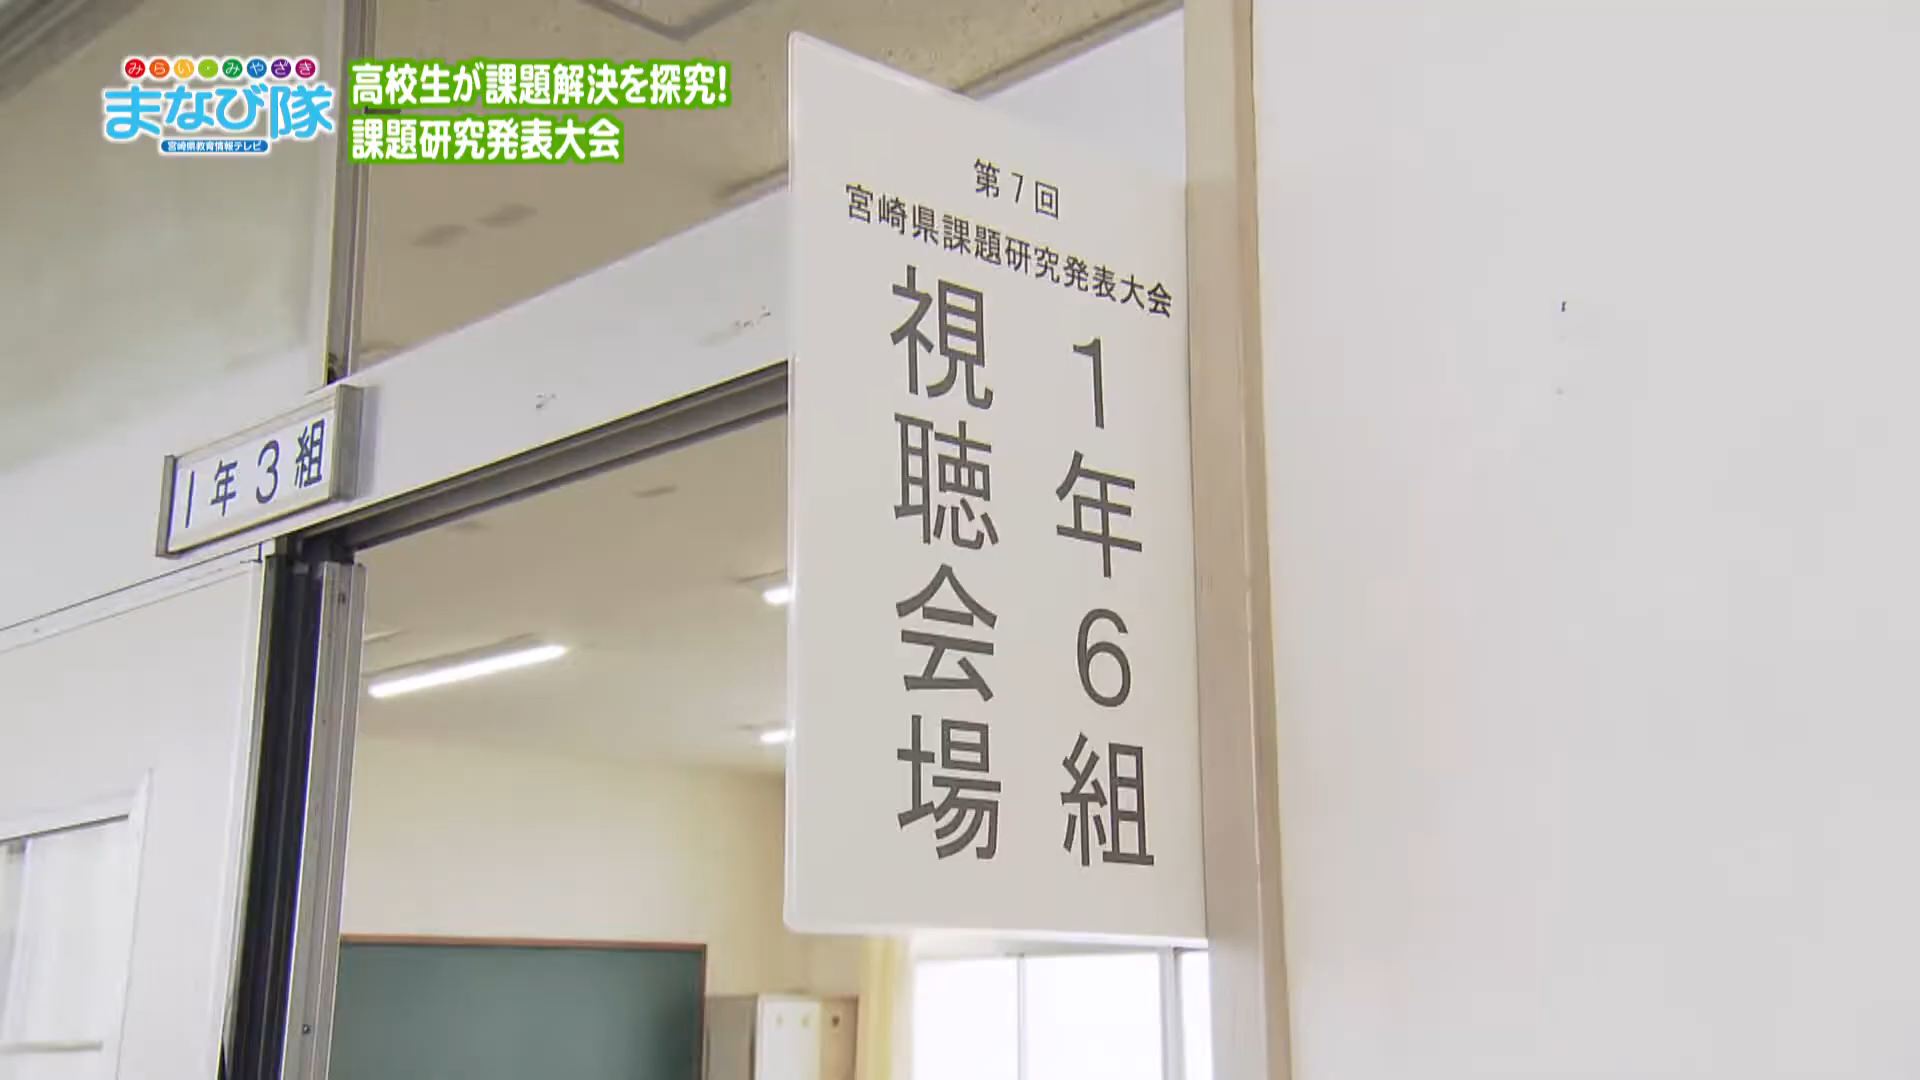 みらい・みやざき
まなび隊
宮崎県教育情報テレビ
高校生が課題解決を探究!
課題研究発表大会
第7回
宮崎県課題研究発表大会
1年6組
視聴会場
1年3組